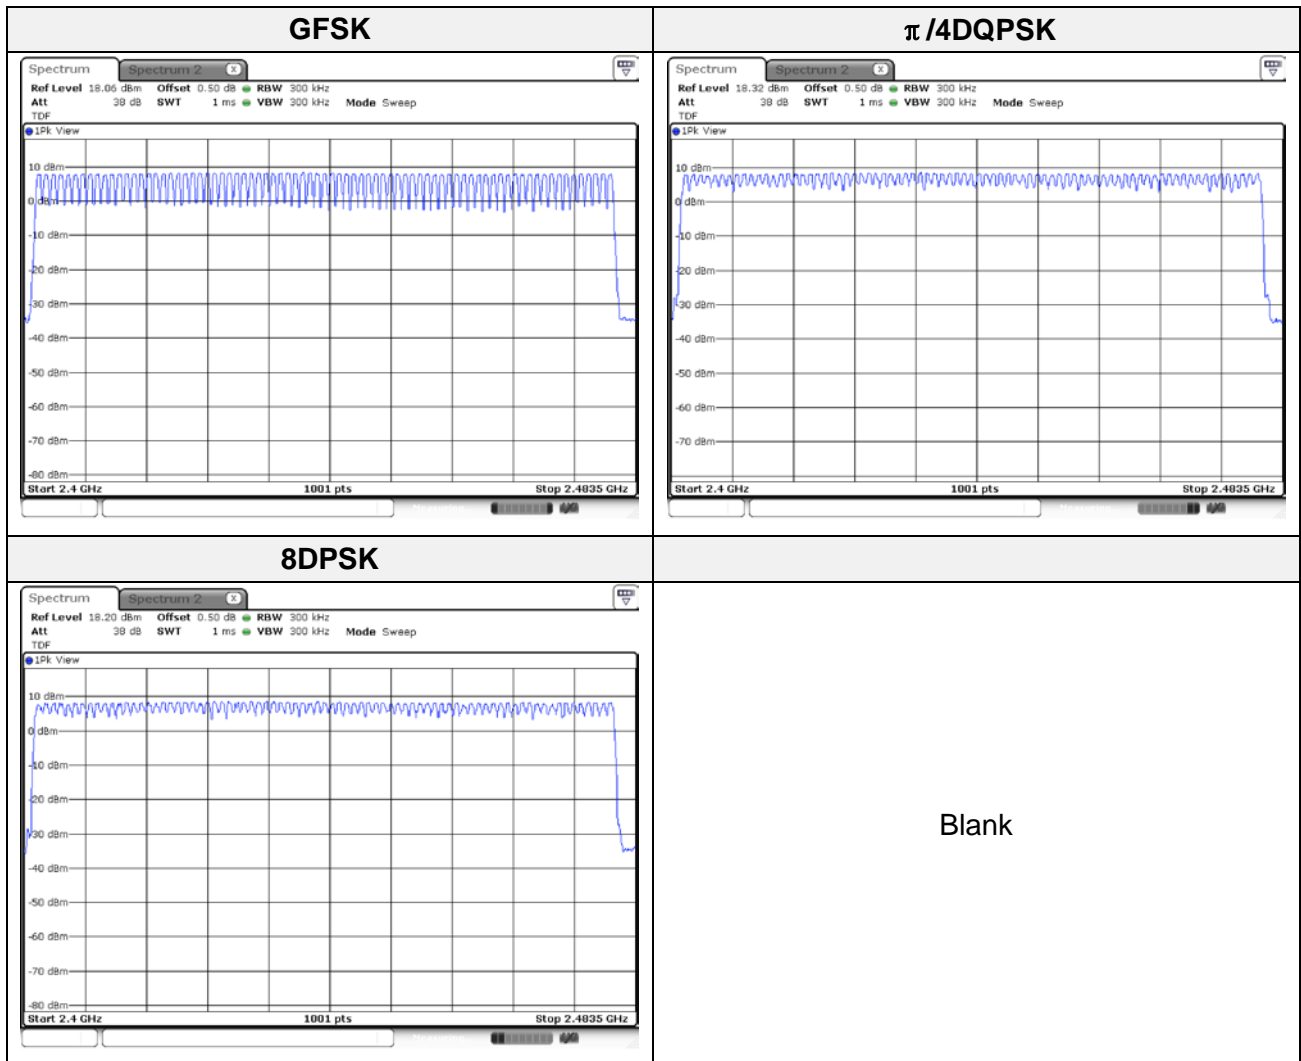 GFSK
π /4DQPSK
Spectrum Spectrum 2 X
Ref Level 18.06 dBm Offset 0.50 dB RBW 300 kHz
Att 38 dB SWT 1 ms VBW 300 kHz Mode Sweep
TDF
1Pk View
10 dBm
0 dBm
-10 dBm
-20 dBm
-30 dBm
-40 dBm
-50 dBm
-60 dBm
-70 dBm
-80 dBm
Start 2.4 GHz 1001 pts Stop 2.4835 GHz
Spectrum Spectrum 2 X
Ref Level 18.32 dBm Offset 0.50 dB RBW 300 kHz
Att 38 dB SWT 1 ms VBW 300 kHz Mode Sweep
TDF
1Pk View
10 dBm
0 dBm
-10 dBm
-20 dBm
-30 dBm
-40 dBm
-50 dBm
-60 dBm
-70 dBm
Start 2.4 GHz 1001 pts Stop 2.4835 GHz
8DPSK
Spectrum Spectrum 2 X
Ref Level 18.20 dBm Offset 0.50 dB RBW 300 kHz
Att 38 dB SWT 1 ms VBW 300 kHz Mode Sweep
TDF
1Pk View
10 dBm
0 dBm
-10 dBm
-20 dBm
-30 dBm
-40 dBm
-50 dBm
-60 dBm
-70 dBm
-80 dBm
Start 2.4 GHz 1001 pts Stop 2.4835 GHz
Blank